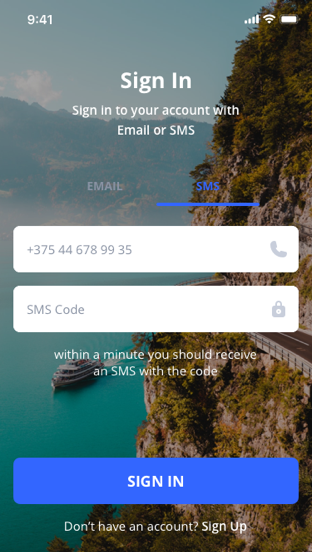 9:41
Sign In
Sign in to your account with
Email or SMS
EMAIL SMS
+375 44 678 99 35
SMS Code
within a minute you should receive
an SMS with the code
SIGN IN
Don't have an account? Sign Up